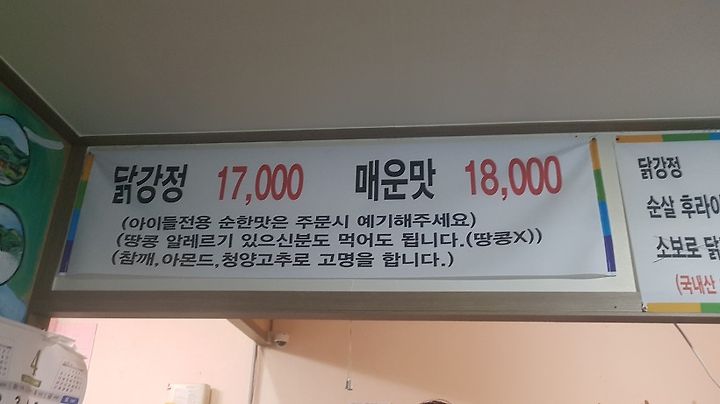 닭강정 17,000 매운맛 18,000
(아이들전용 순한맛은 주문시 예기해주세요)
(땅콩 알레르기 있으신분도 먹어도 됩니다.(땅콩X))
(참깨,아몬드,청양고추로 고명을 합니다.)
닭강정
순살 후라이
소보로 닭
(국내산
4